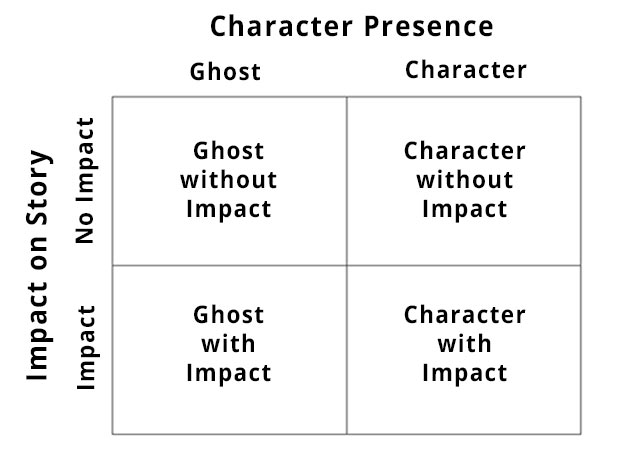 Character Presence
Ghost
Character
Impact on Story
No Impact
Ghost
without
Impact
Character
without
Impact
Impact
Ghost
with
Impact
Character
with
Impact